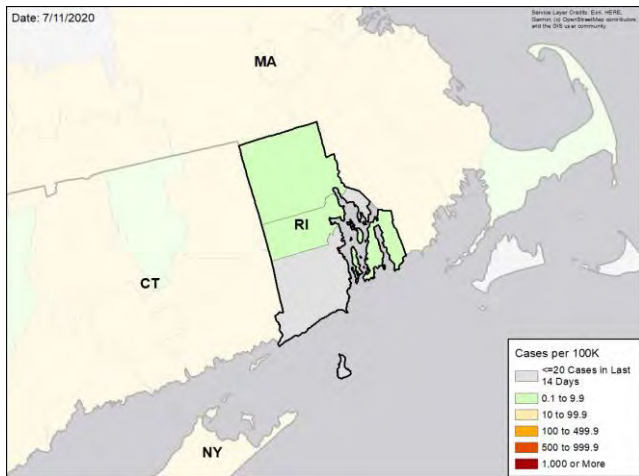 Date: 7/11/2020
Service Layer Credits: Esri, HERE,
Garmin, (c) OpenStreetMap contributors,
and the GIS user community
MA
RI
CT
NY
Cases per 100K
<=20 Cases in Last
14 Days
0.1 to 9.9
10 to 99.9
100 to 499.9
500 to 999.9
1,000 or More